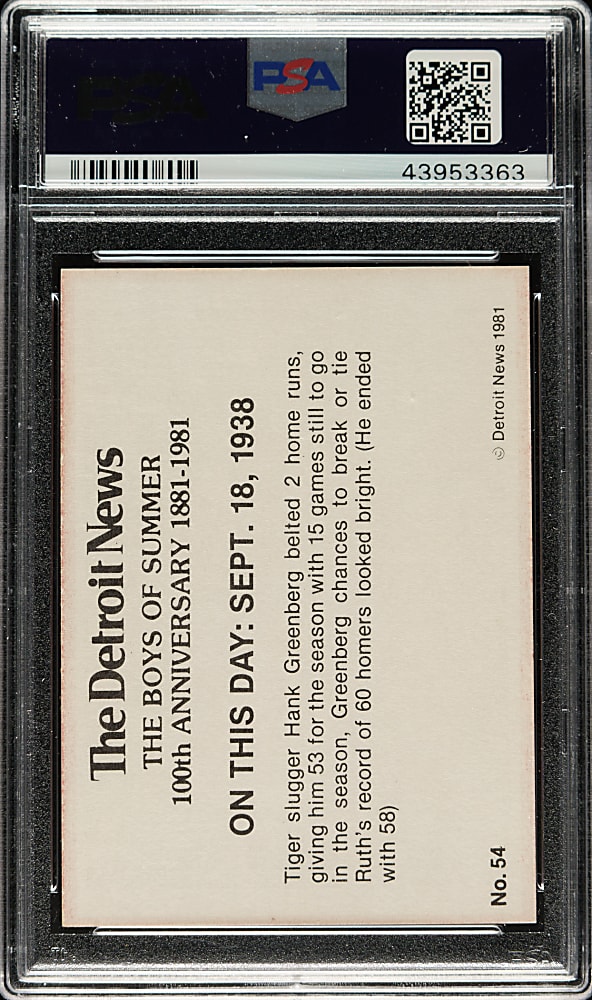 PSA
PSA
43953363
The Detroit News
THE BOYS OF SUMMER
100th ANNIVERSARY 1881-1981
ON THIS DAY: SEPT. 18, 1938
Tiger slugger Hank Greenberg belted 2 home runs,
giving him 53 for the season with 15 games still to go
in the season, Greenberg chances to break or tie
Ruth's record of 60 homers looked bright. (He ended
with 58)
No. 54
© Detroit News 1981